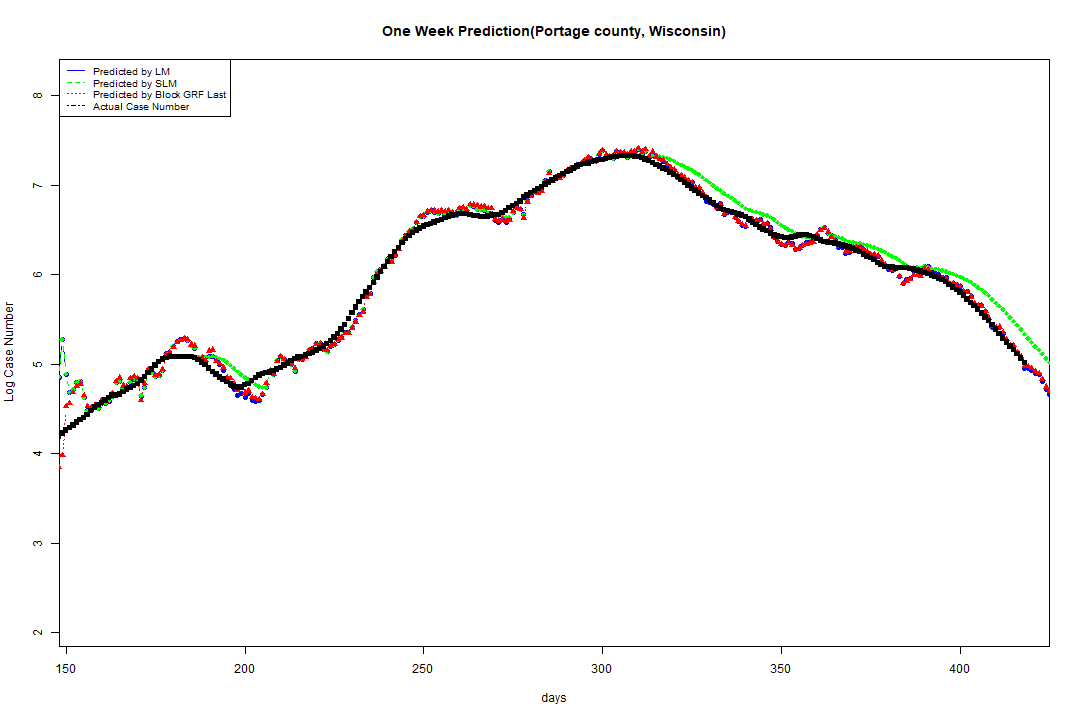 One Week Prediction(Portage county, Wisconsin)
Predicted by LM
Predicted by SLM
Predicted by Block GRF Last
Actual Case Number
8
7
6
5
4
3
2
Log Case Number
150 200 250 300 350 400
days